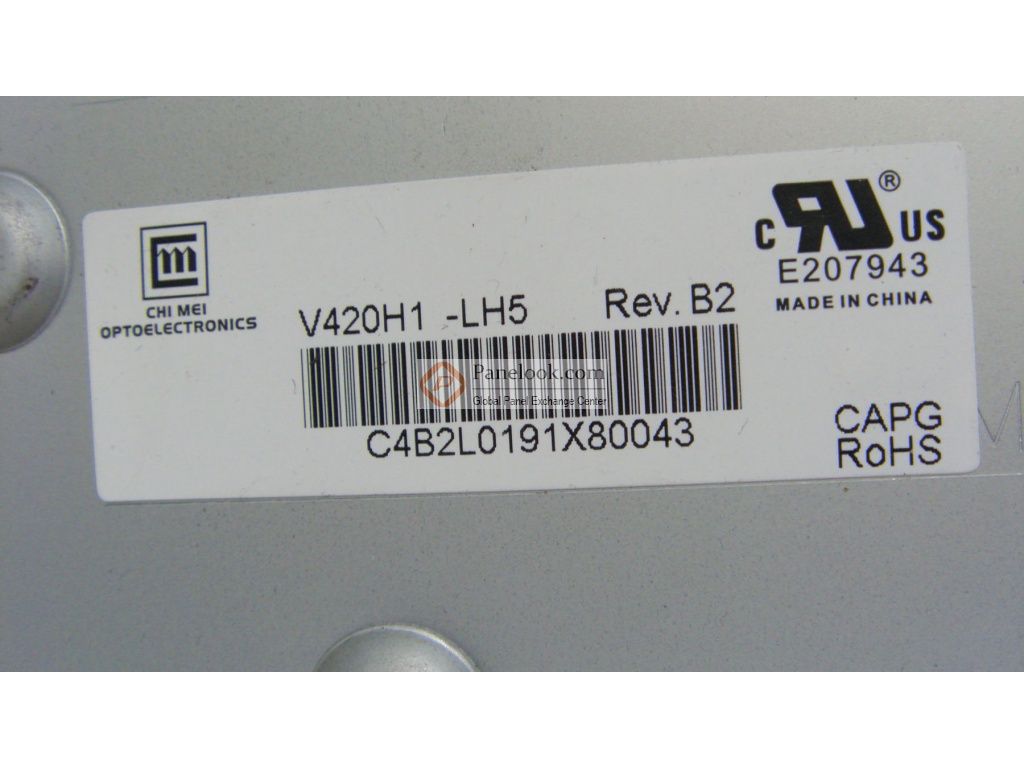 CHI MEI
OPTOELECTRONICS
V420H1 -LH5 Rev. B2
Panelook.com
Global Panel Exchange Center
C4B2L0191X80043
C RU ® US
E207943
MADE IN CHINA
CAPG
RoHS